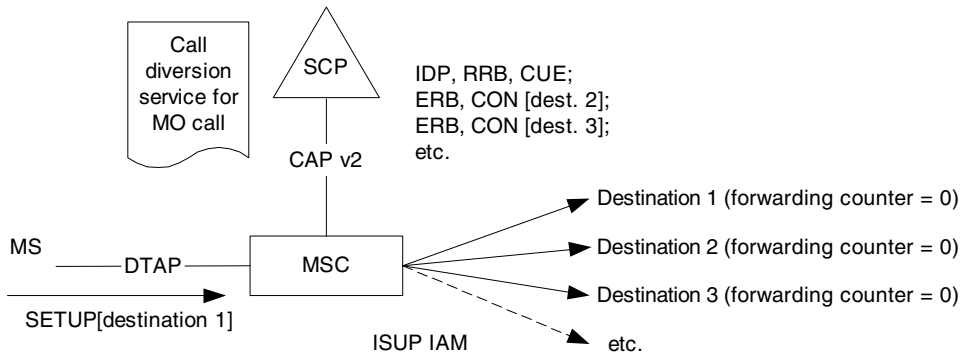 Call
diversion
service for
MO call
SCP
IDP, RRB, CUE;
ERB, CON [dest. 2];
ERB, CON [dest. 3];
etc.
CAP v2
Destination 1 (forwarding counter = 0)
MS
DTAP
MSC
Destination 2 (forwarding counter = 0)
Destination 3 (forwarding counter = 0)
SETUP[destination 1]
ISUP IAM
etc.